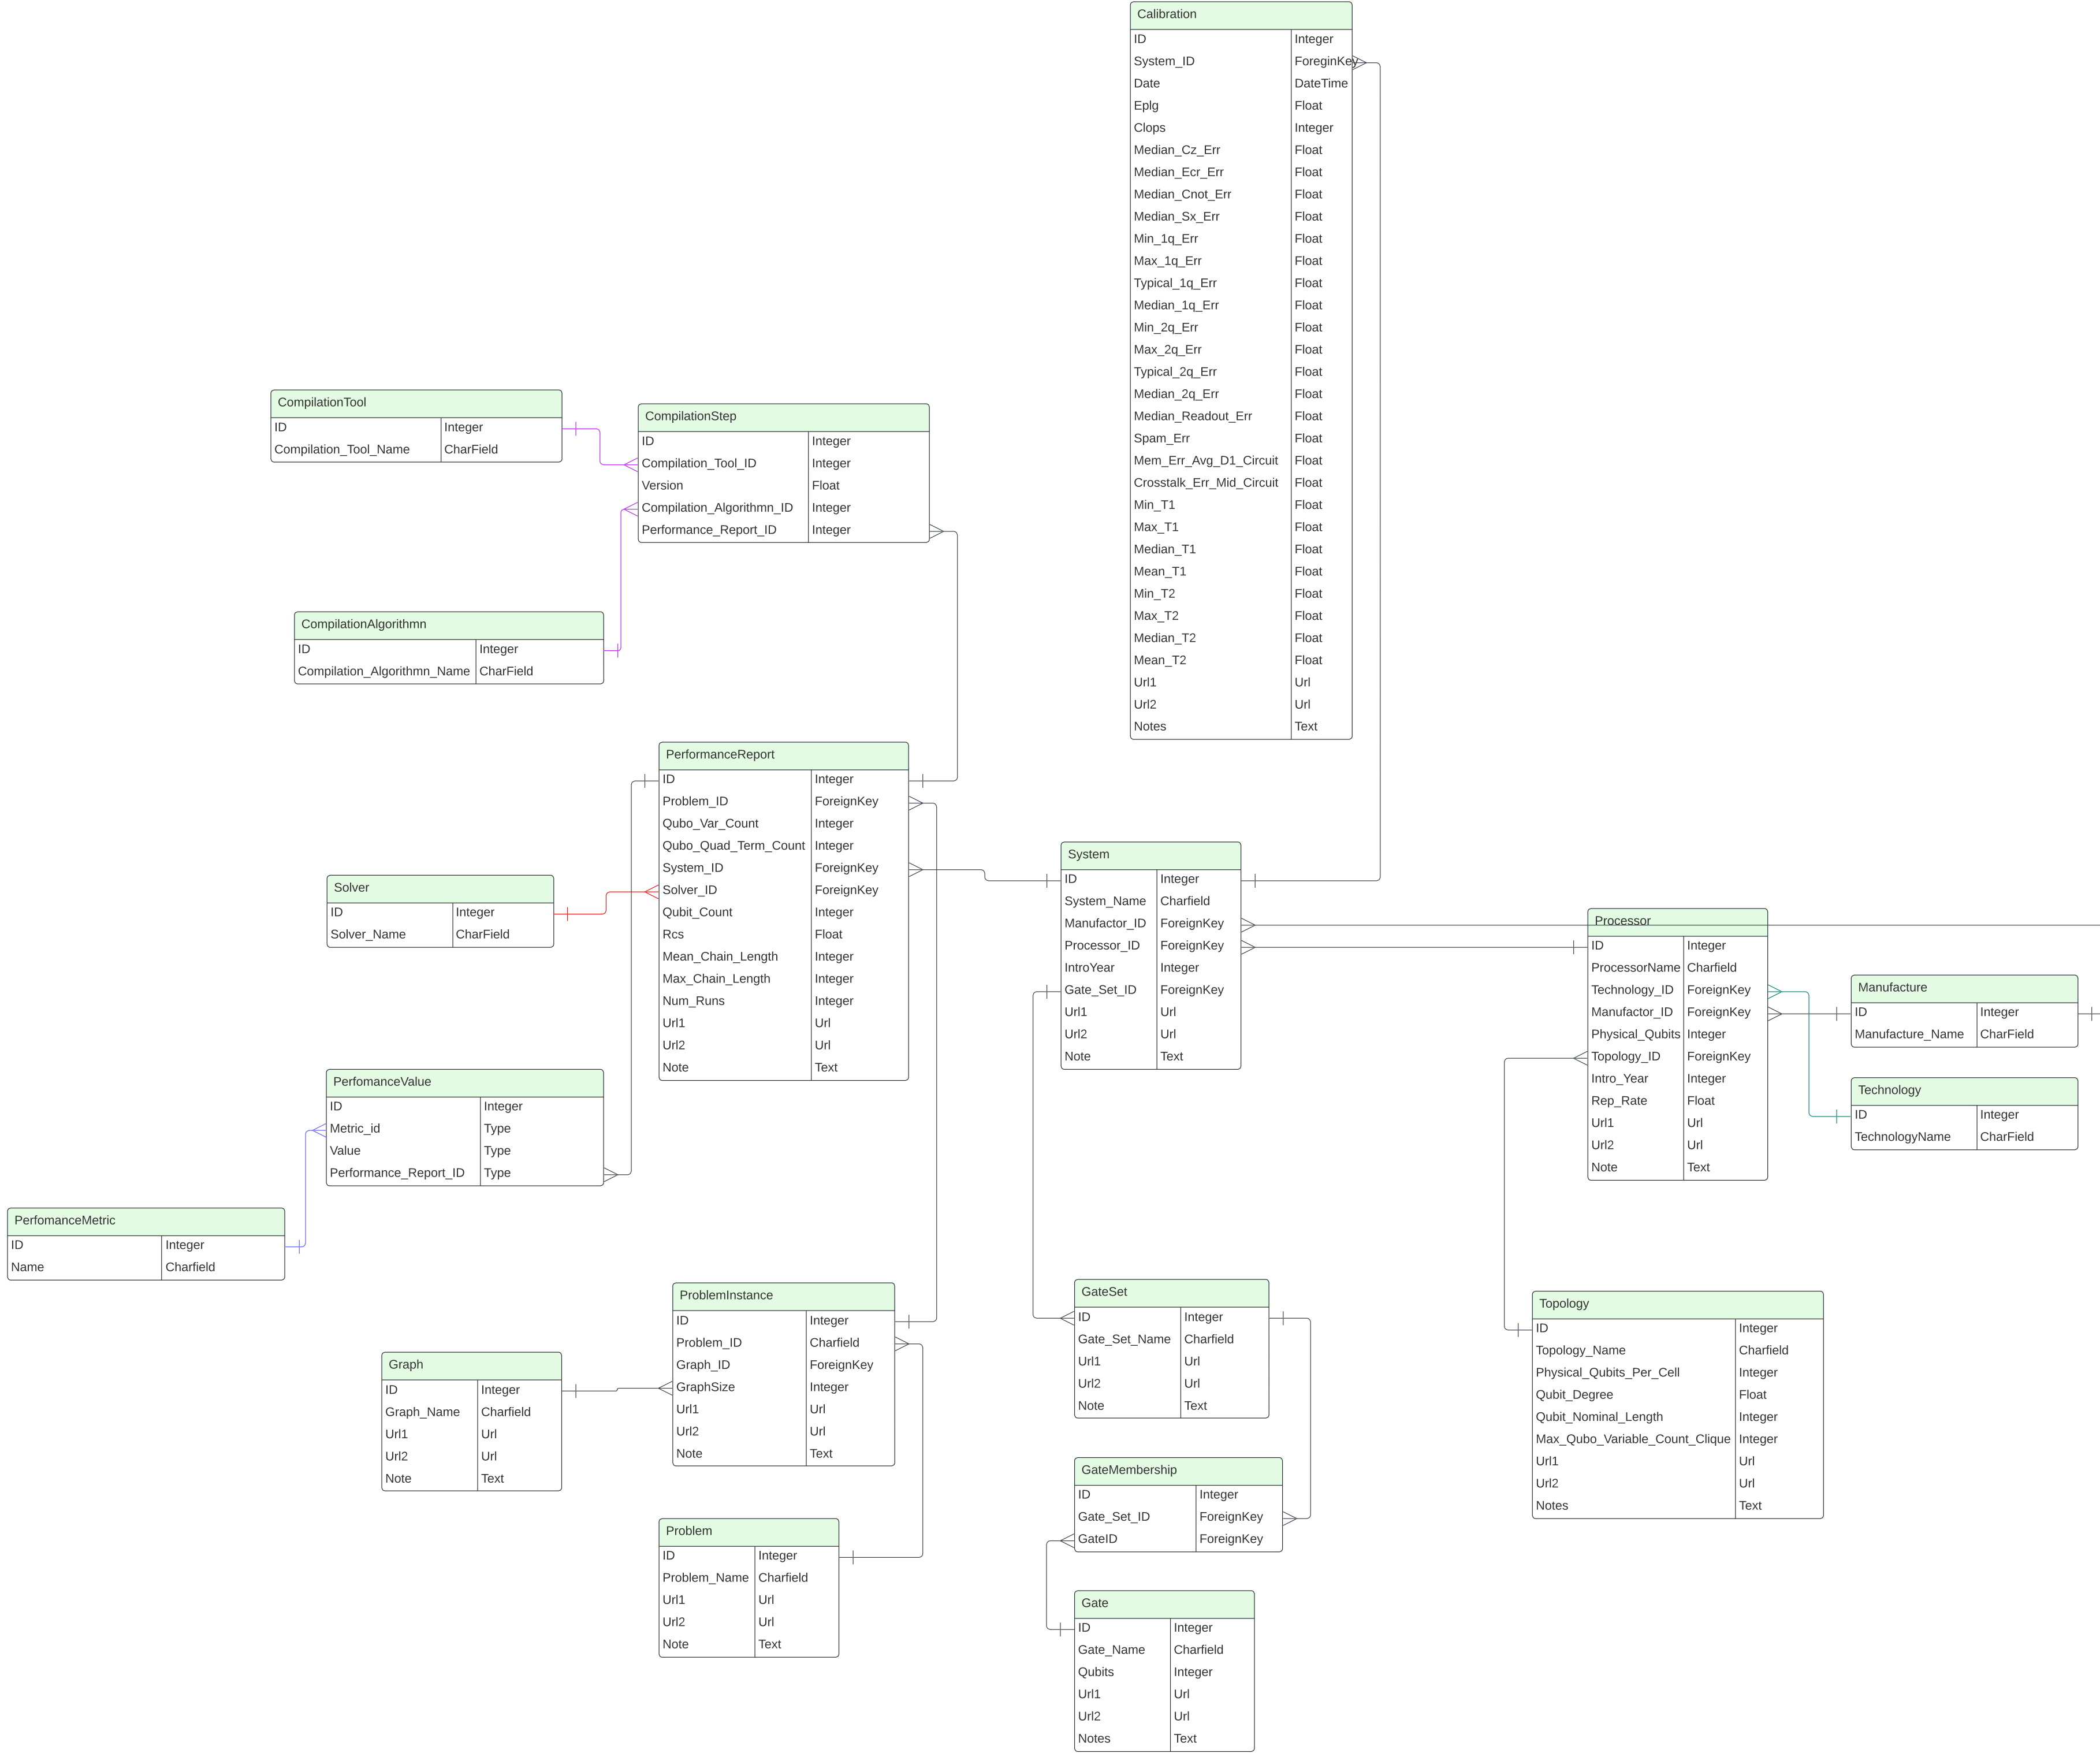 Calibration
ID Integer
System_ID ForeginKey
Date DateTime
Eplg Float
Clops Integer
Median_Cz_Err Float
Median_Ecr_Err Float
Median_Cnot_Err Float
Median_Sx_Err Float
Min_1q_Err Float
Max_1q_Err Float
Typical_1q_Err Float
Median_1q_Err Float
Min_2q_Err Float
Max_2q_Err Float
Typical_2q_Err Float
Median_2q_Err Float
Median_Readout_Err Float
Spam_Err Float
Mem_Err_Avg_D1_Circuit Float
Crosstalk_Err_Mid_Circuit Float
Min_T1 Float
Max_T1 Float
Median_T1 Float
Mean_T1 Float
Min_T2 Float
Max_T2 Float
Median_T2 Float
Mean_T2 Float
Url1 Url
Url2 Url
Notes Text
CompilationTool
ID Integer
Compilation_Tool_Name CharField
CompilationStep
ID Integer
Compilation_Tool_ID Integer
Version Float
Compilation_Algorithmn_ID Integer
Performance_Report_ID Integer
CompilationAlgorithmn
ID Integer
Compilation_Algorithmn_Name CharField
PerformanceReport
ID Integer
Problem_ID ForeignKey
Qubo_Var_Count Integer
Qubo_Quad_Term_Count Integer
System_ID ForeignKey
Solver_ID ForeignKey
Qubit_Count Integer
Rcs Float
Mean_Chain_Length Integer
Max_Chain_Length Integer
Num_Runs Integer
Url1 Url
Url2 Url
Note Text
Solver
ID Integer
Solver_Name CharField
System
ID Integer
System_Name Charfield
Manufactor_ID ForeignKey
Processor_ID ForeignKey
IntroYear Integer
Gate_Set_ID ForeignKey
Url1 Url
Url2 Url
Note Text
Processor
ID Integer
ProcessorName Charfield
Technology_ID ForeignKey
Manufactor_ID ForeignKey
Physical_Qubits Integer
Topology_ID ForeignKey
Intro_Year Integer
Rep_Rate Float
Url1 Url
Url2 Url
Note Text
Manufacture
ID Integer
Manufacture_Name CharField
Technology
ID Integer
TechnologyName CharField
PerfomanceValue
ID Integer
Metric_id Type
Value Type
Performance_Report_ID Type
PerfomanceMetric
ID Integer
Name Charfield
ProblemInstance
ID Integer
Problem_ID Charfield
Graph_ID ForeignKey
GraphSize Integer
Url1 Url
Url2 Url
Note Text
Graph
ID Integer
Graph_Name Charfield
Url1 Url
Url2 Url
Note Text
Problem
ID Integer
Problem_Name Charfield
Url1 Url
Url2 Url
Note Text
GateSet
ID Integer
Gate_Set_Name Charfield
Url1 Url
Url2 Url
Note Text
GateMembership
ID Integer
Gate_Set_ID ForeignKey
GateID ForeignKey
Gate
ID Integer
Gate_Name Charfield
Qubits Integer
Url1 Url
Url2 Url
Notes Text
Topology
ID Integer
Topology_Name Charfield
Physical_Qubits_Per_Cell Integer
Qubit_Degree Float
Qubit_Nominal_Length Integer
Max_Qubo_Variable_Count_Clique Integer
Url1 Url
Url2 Url
Notes Text